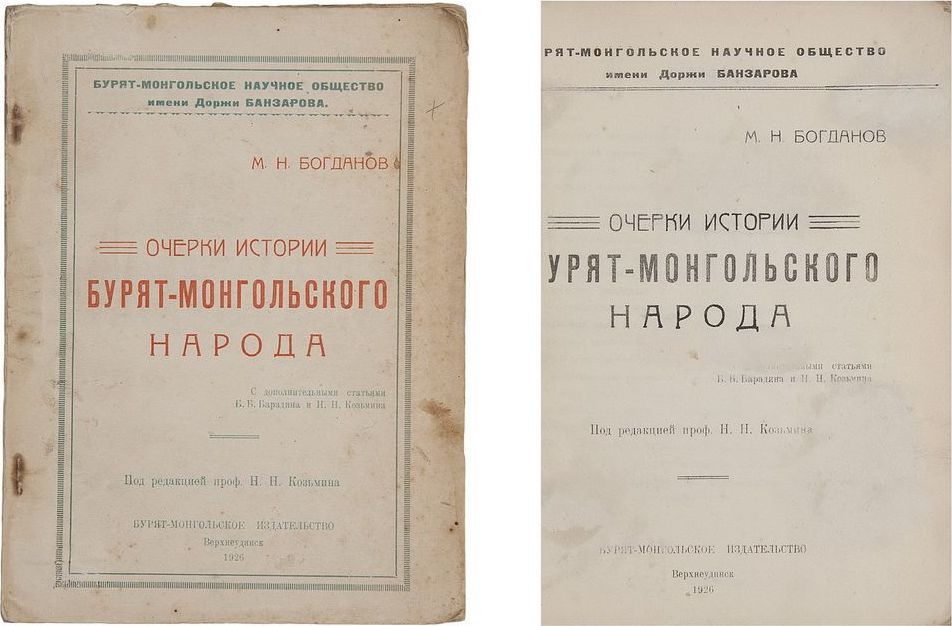 БУРЯТ-МОНГОЛЬСКОЕ НАУЧНОЕ ОБЩЕСТВО
имени Доржи БАНЗАРОВА.
М. Н. БОГДАНОВ
ОЧЕРКИ ИСТОРИИ
БУРЯТ-МОНГОЛЬСКОГО
НАРОДА
С дополнительными статьями
Б. Б. Барадина и Н. Н. Козьмина
Под редакцией проф. Н. Н. Козьмина
БУРЯТ-МОНГОЛЬСКОЕ ИЗДАТЕЛЬСТВО
Верхнеудинск
1926
РЯТ-МОНГОЛЬСКОЕ НАУЧНОЕ ОБЩЕСТВО
имени Доржи БАНЗАРОВА
М. Н. БОГДАНОВ
ОЧЕРКИ ИСТОРИИ
УРЯТ-МОНГОЛЬСКОГО
НАРОДА
статьями
Б. Б. Барадина и Н. Н. Козьмина
Под редакцией проф. Н. Н. Козьмина
БУРЯТ-МОНГОЛЬСКОЕ ИЗДАТЕЛЬСТВО
Верхнеудинск
1926